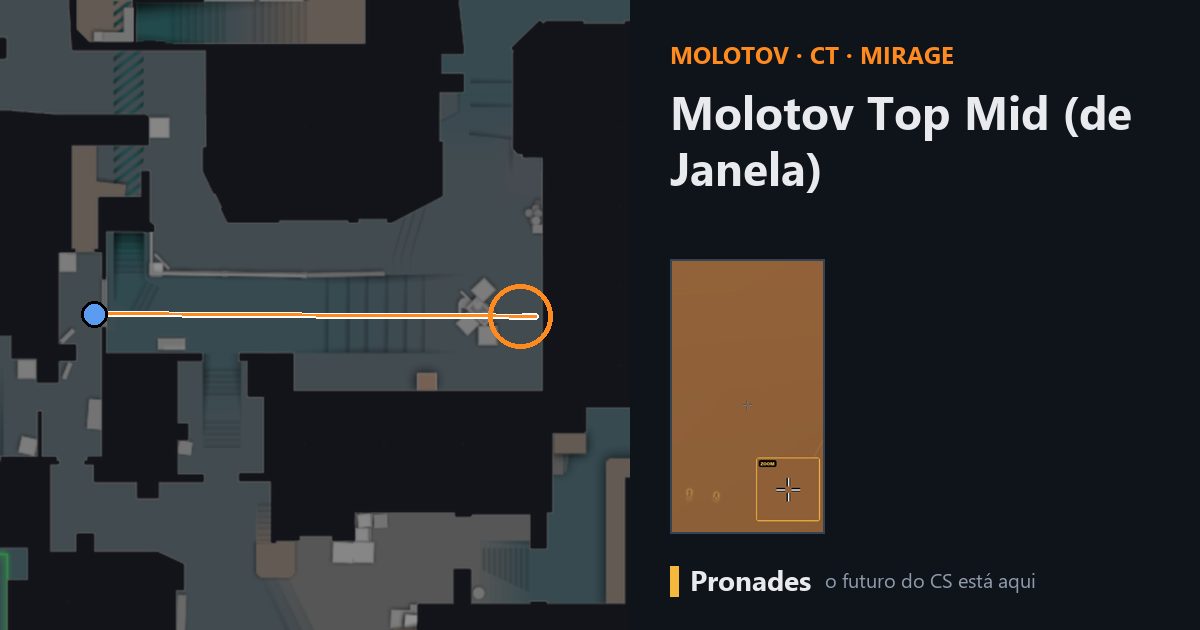 MOLOTOV · CT · MIRAGE
Molotov Top Mid (de
Janela)
ZOOM
Pronades o futuro do CS está aqui